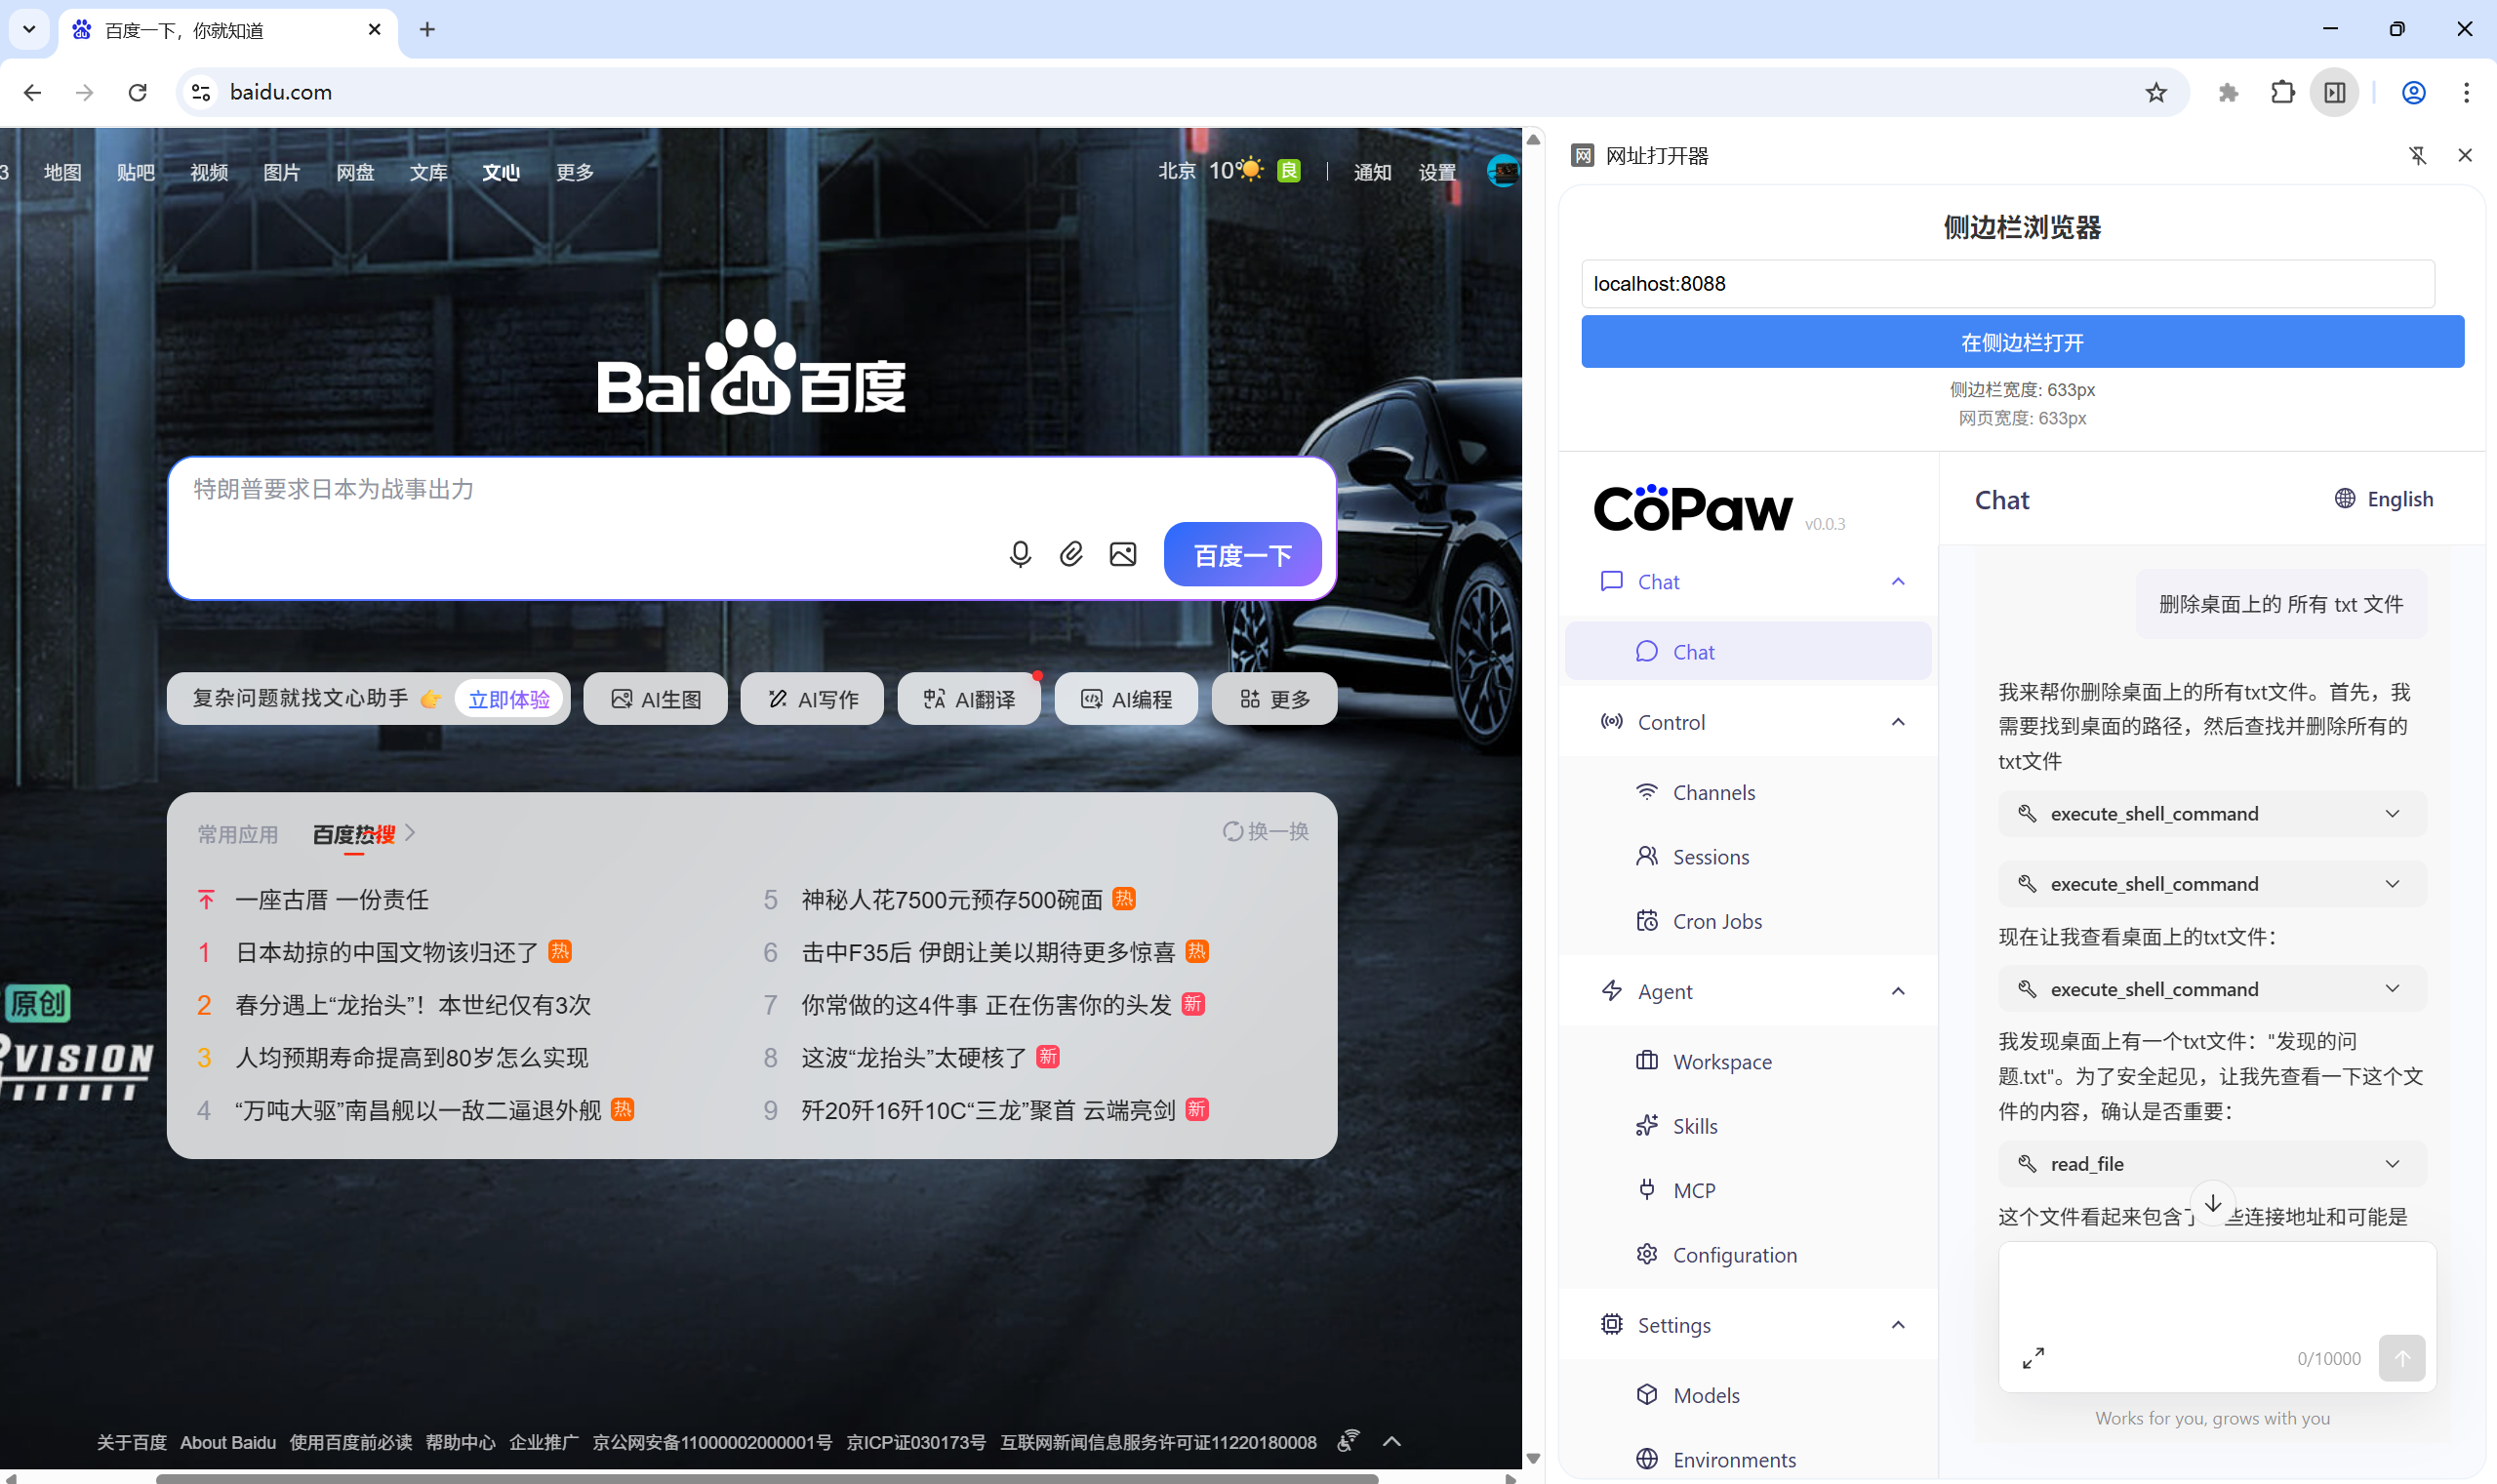 百度一下，你就知道
baidu.com
3 地图 贴吧 视频 图片 网盘 文库 文心 更多
北京 10° 良 通知 设置
Bai du 百度
特朗普要求日本为战事出力
百度一下
复杂问题就找文心助手 👉 立即体验
AI生图
AI写作
AI翻译
AI编程
更多
常用应用 百度热搜 换一换
一座古厝 一份责任
1 日本劫掠的中国文物该归还了 热
2 春分遇上“龙抬头”！本世纪仅有3次
3 人均预期寿命提高到80岁怎么实现
4 “万吨大驱”南昌舰以一敌二逼退外舰 热
5 神秘人花7500元预存500碗面 热
6 击中F35后 伊朗让美以期待更多惊喜 热
7 你常做的这4件事 正在伤害你的头发 新
8 这波“龙抬头”太硬核了 新
9 歼20歼16歼10C“三龙”聚首 云端亮剑 新
原创
VISION
关于百度 About Baidu 使用百度前必读 帮助中心 企业推广 京公网安备11000002000001号 京ICP证030173号 互联网新闻信息服务许可证11220180008
网 网址打开器
侧边栏浏览器
localhost:8088
在侧边栏打开
侧边栏宽度: 633px
网页宽度: 633px
CoPaw v0.0.3
Chat
Chat
Control
Channels
Sessions
Cron Jobs
Agent
Workspace
Skills
MCP
Configuration
Settings
Models
Environments
Chat English
删除桌面上的 所有 txt 文件
我来帮你删除桌面上的所有txt文件。首先，我
需要找到桌面的路径，然后查找并删除所有的
txt文件
execute_shell_command
execute_shell_command
现在让我查看桌面上的txt文件：
execute_shell_command
我发现桌面上有一个txt文件："发现的问
题.txt"。为了安全起见，让我先查看一下这个文
件的内容，确认是否重要：
read_file
这个文件看起来包含了 些连接地址和可能是
0/10000
Works for you, grows with you